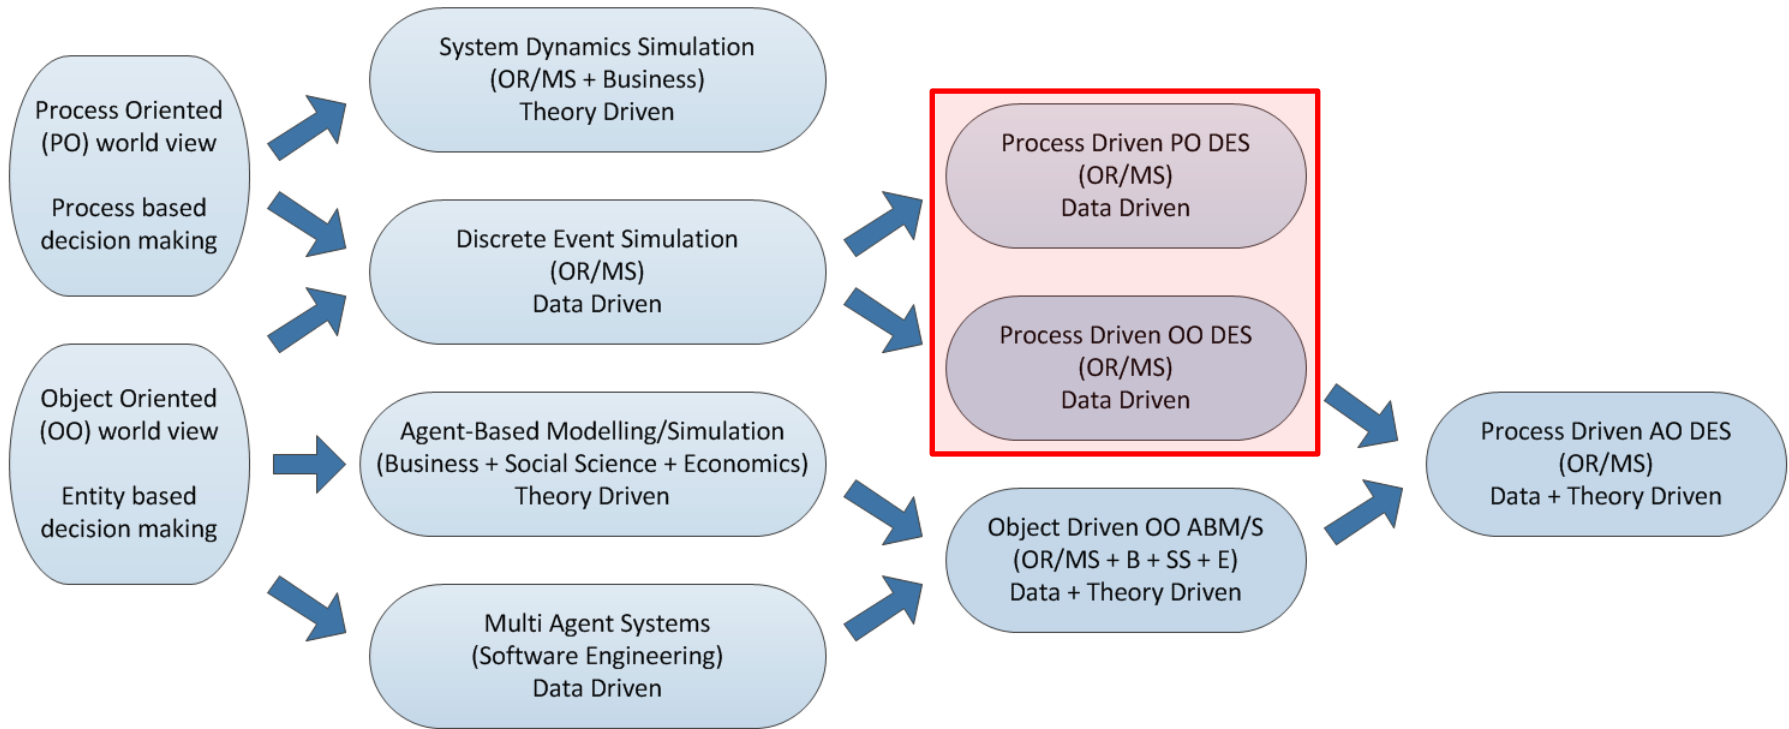 Process Oriented
(PO) world view
Process based
decision making
Object Oriented
(OO) world view
Entity based
decision making
System Dynamics Simulation
(OR/MS + Business)
Theory Driven
Discrete Event Simulation
(OR/MS)
Data Driven
Agent-Based Modelling/Simulation
(Business + Social Science + Economics)
Theory Driven
Multi Agent Systems
(Software Engineering)
Data Driven
Process Driven PO DES
(OR/MS)
Data Driven
Process Driven OO DES
(OR/MS)
Data Driven
Object Driven OO ABM/S
(OR/MS + B + SS + E)
Data + Theory Driven
Process Driven AO DES
(OR/MS)
Data + Theory Driven